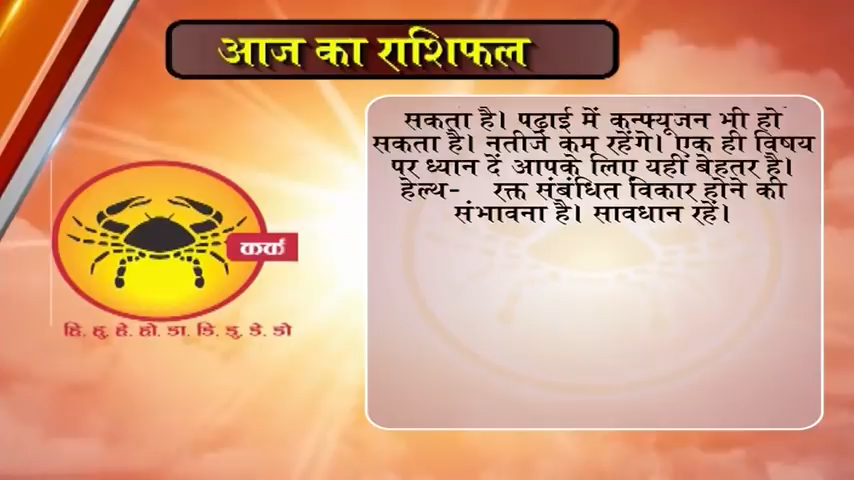 आज का राशिफल
सकता है। पढ़ाई में कन्फ्यूजन भी हो
सकता है। नतीजे कम रहेंगे। एक ही विषय
पर ध्यान दें आपके लिए यही बेहतर है।
हेल्थ- रक्त संबंधित विकार होने की
संभावना है। सावधान रहें।
कर्क
हि. हु. हे. हो. डा. डि. डु. डे. डो